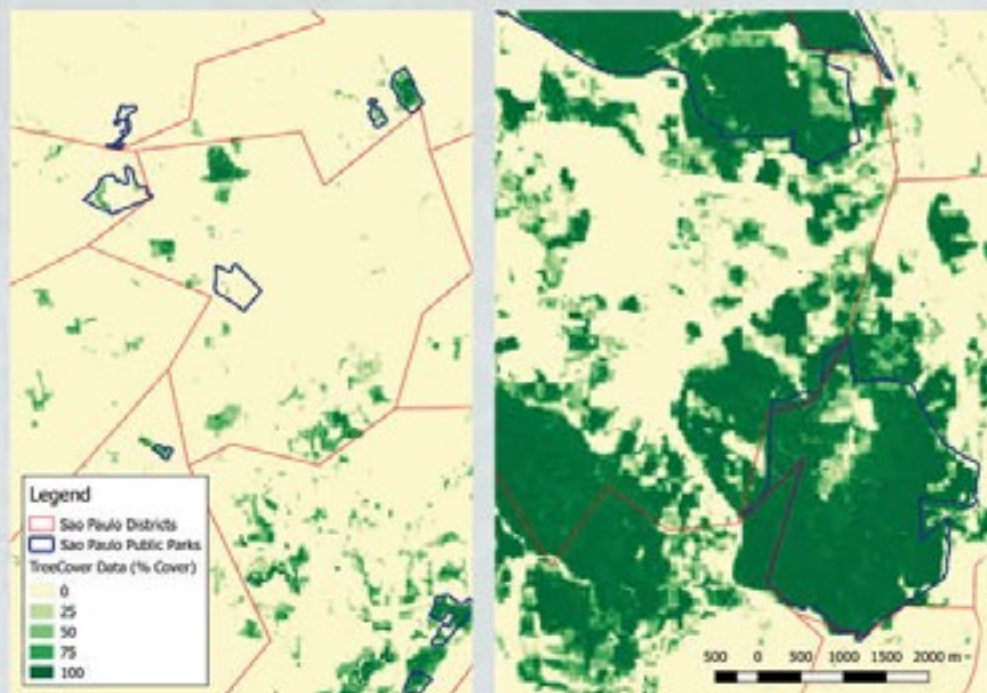 Legend
Sao Paulo Districts
Sao Paulo Public Parks
TreeCover Data (% Cover)
0
25
50
75
100
500 0 500 1000 1500 2000 m